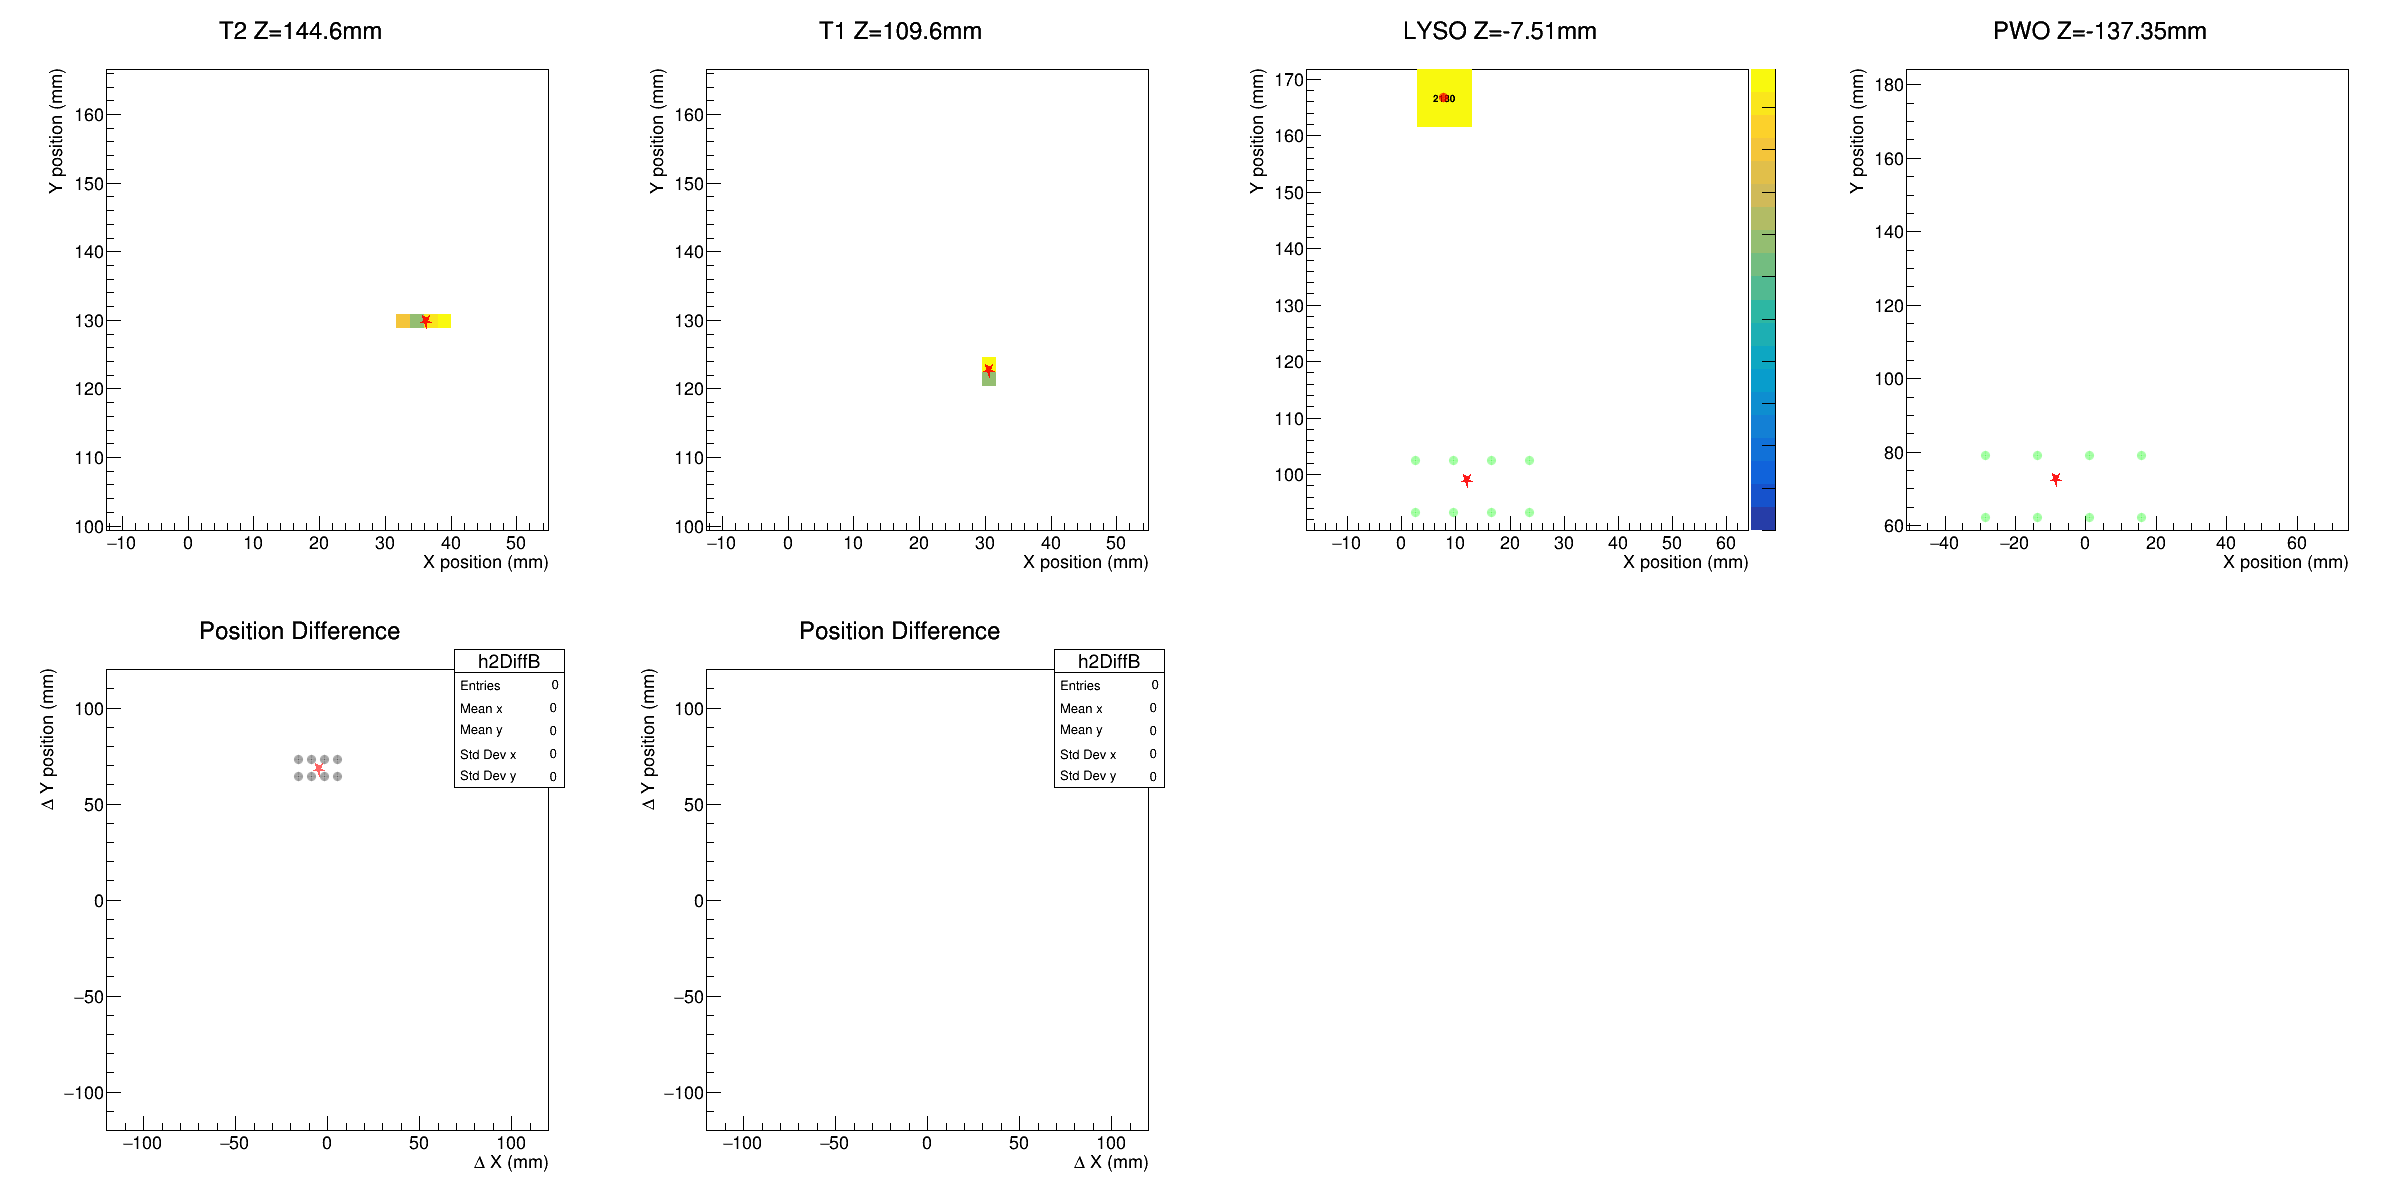 T2 Z=144.6mm
Y position (mm)
160
150
140
130
120
110
100
−10 0 10 20 30 40 50
X position (mm)
T1 Z=109.6mm
Y position (mm)
160
150
140
130
120
110
100
−10 0 10 20 30 40 50
X position (mm)
LYSO Z=-7.51mm
Y position (mm)
170
160
150
140
130
120
110
100
−10 0 10 20 30 40 50 60
X position (mm)
PWO Z=-137.35mm
Y position (mm)
180
160
140
120
100
80
60
−40 −20 0 20 40 60
X position (mm)
Position Difference
h2DiffB
Entries 0
Mean x 0
Mean y 0
Std Dev x 0
Std Dev y 0
Δ Y position (mm)
100
50
0
−50
−100
−100 −50 0 50 100
Δ X (mm)
Position Difference
h2DiffB
Entries 0
Mean x 0
Mean y 0
Std Dev x 0
Std Dev y 0
Δ Y position (mm)
100
50
0
−50
−100
−100 −50 0 50 100
Δ X (mm)